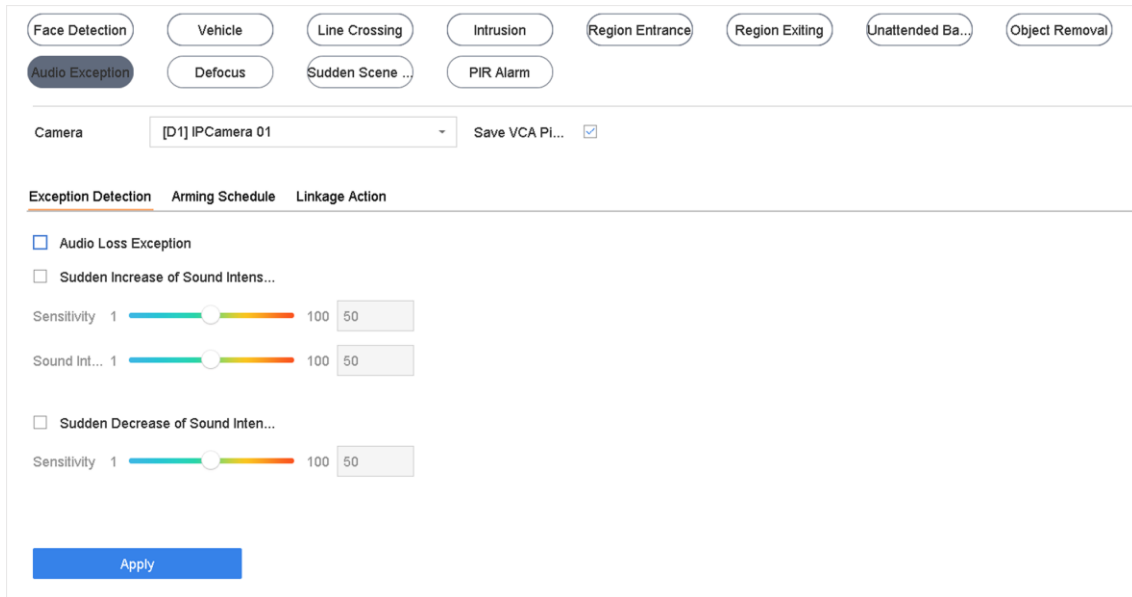 Face Detection Vehicle Line Crossing Intrusion Region Entrance Region Exiting Unattended Ba... Object Removal
Audio Exception Defocus Sudden Scene ... PIR Alarm
Camera [D1] IPCamera 01 Save VCA Pi...
Exception Detection Arming Schedule Linkage Action
Audio Loss Exception
Sudden Increase of Sound Intens...
Sensitivity 1 100 50
Sound Int... 1 100 50
Sudden Decrease of Sound Inten...
Sensitivity 1 100 50
Apply